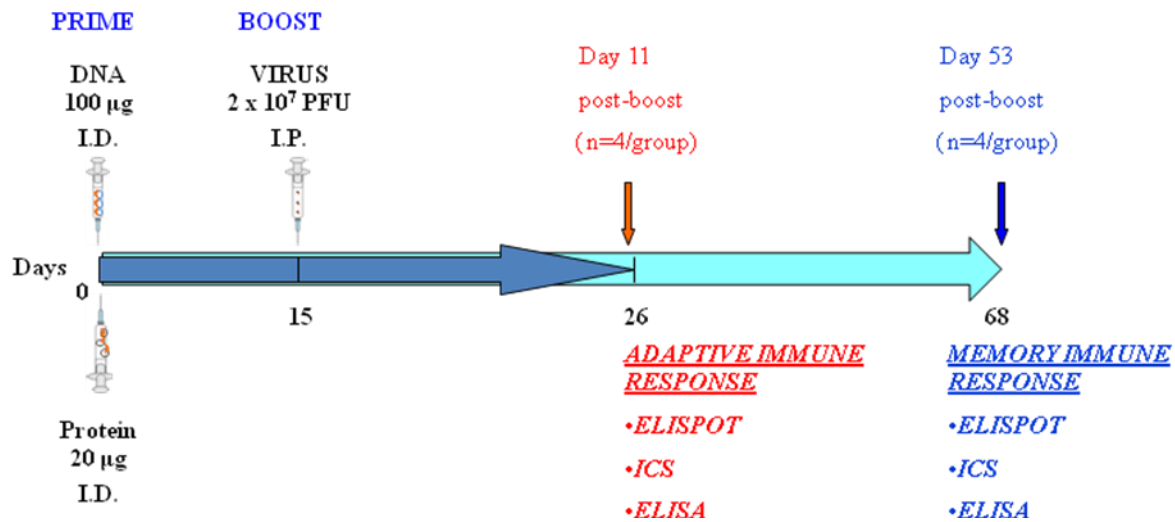 PRIME
DNA
100 µg
I.D.
BOOST
VIRUS
2 x 10⁷ PFU
I.P.
Day 11
post-boost
(n=4/group)
Day 53
post-boost
(n=4/group)
Days
0
15
26
68
Protein
20 µg
I.D.
ADAPTIVE IMMUNE
RESPONSE
•ELISPOT
•ICS
•ELISA
MEMORY IMMUNE
RESPONSE
•ELISPOT
•ICS
•ELISA